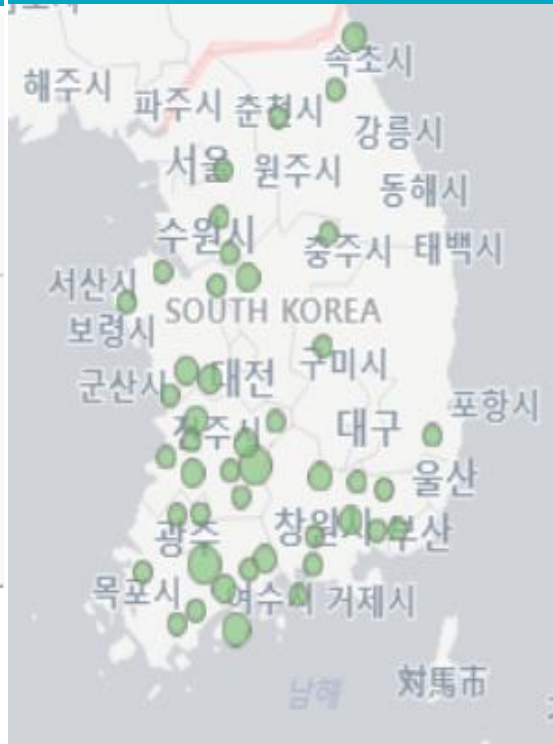 속초시
해주시
파주시
춘천시
강릉시
서울
원주시
동해시
수원시
충주시
태백시
서산시
SOUTH KOREA
보령시
구미시
대전
군산시
포항시
전주시
대구
울산
창원시
부산
광주
목포시
여수시
거제시
対馬市
남해